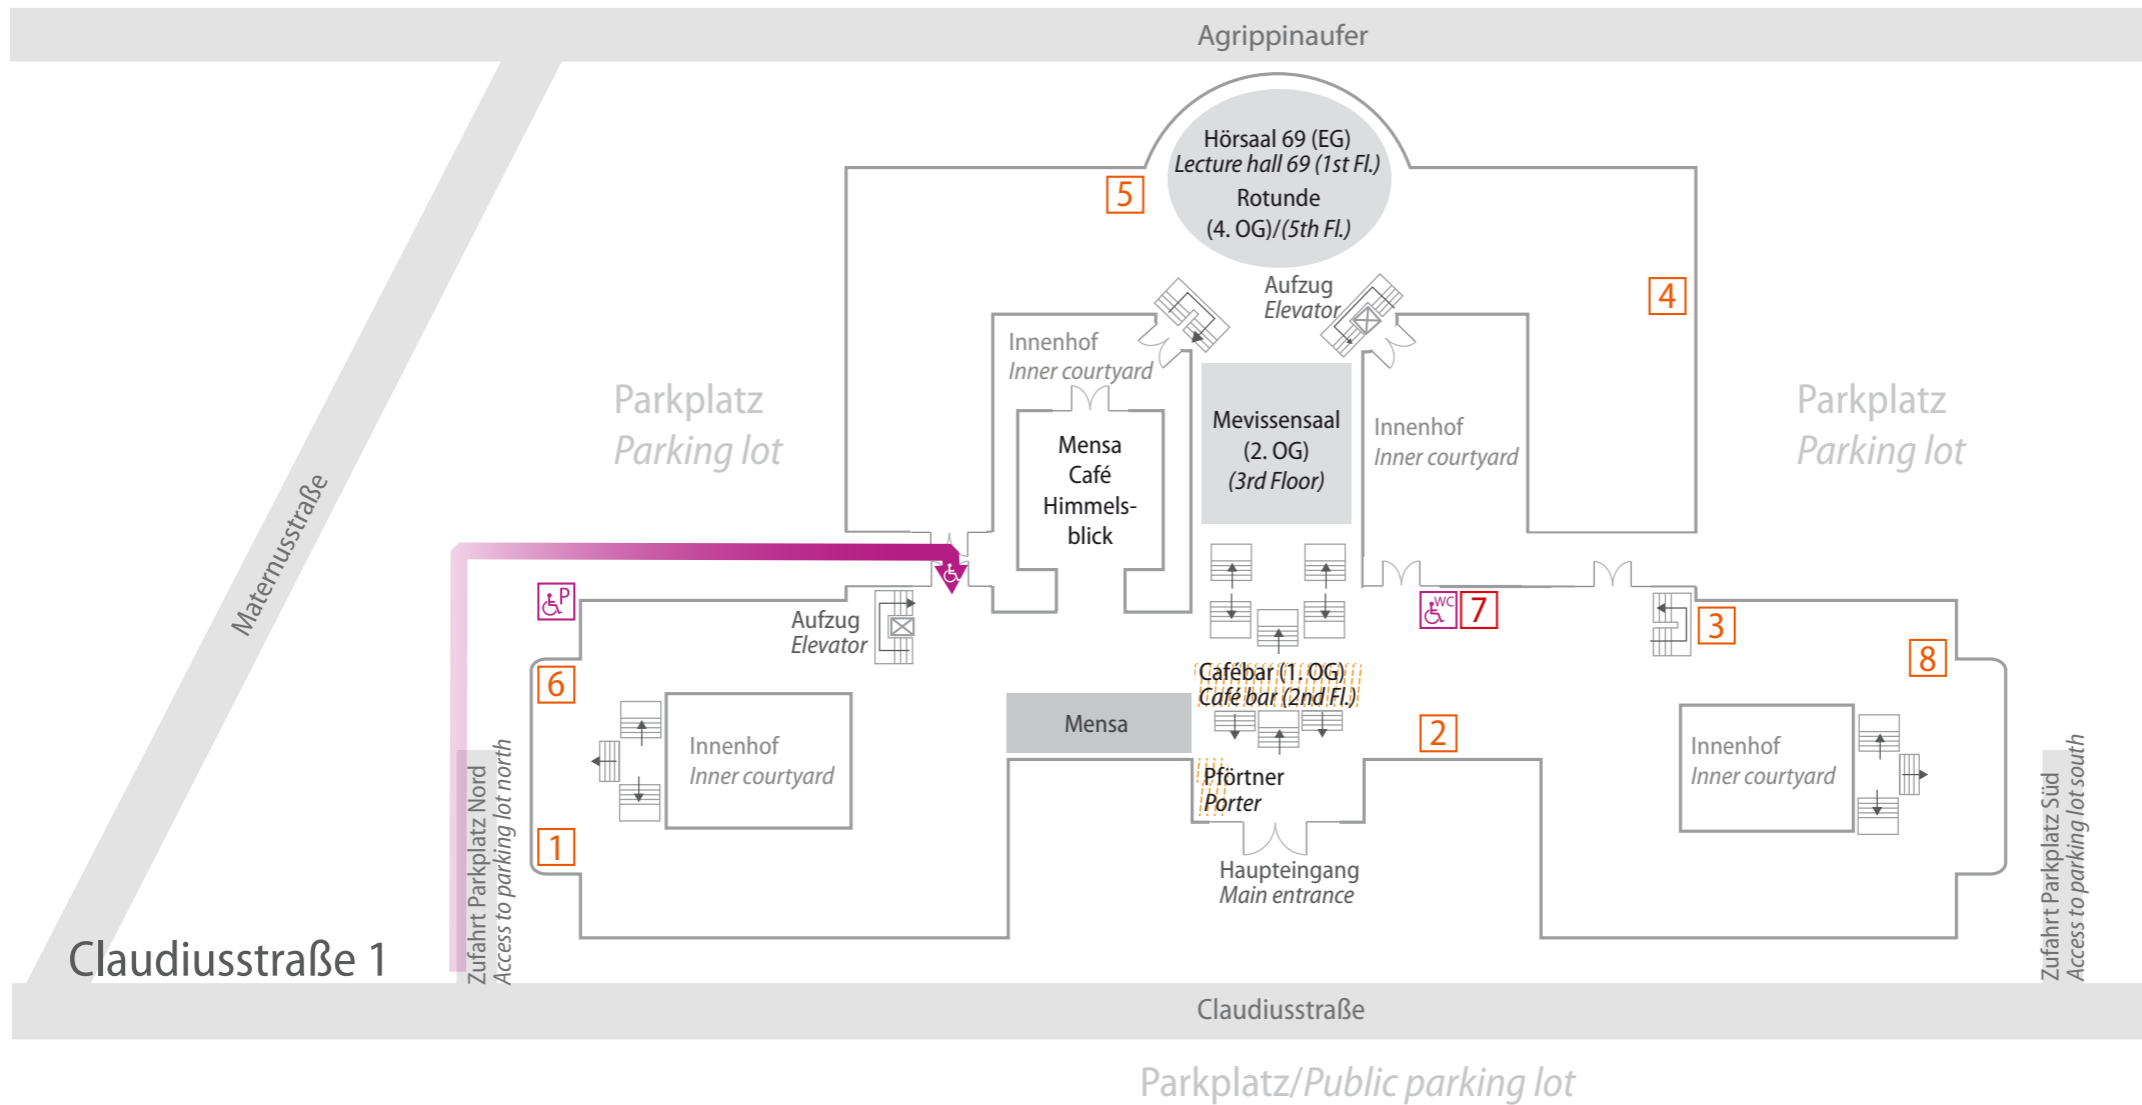 Agrippinaufer
Hörsaal 69 (EG)
Lecture hall 69 (1st Fl.)
Rotunde
(4. OG)/(5th Fl.)
5
4
Aufzug
Elevator
Innenhof
Inner courtyard
Parkplatz
Parking lot
Mensa
Café
Himmels-
blick
Mevissensaal
(2. OG)
(3rd Floor)
Innenhof
Inner courtyard
Parkplatz
Parking lot
Maternusstraße
P
Aufzug
Elevator
WC
7
3
6
8
Cafébar (1. OG)
Café bar (2nd Fl.)
Mensa
2
Innenhof
Inner courtyard
Innenhof
Inner courtyard
Pförtner
Porter
1
Haupteingang
Main entrance
Zufahrt Parkplatz Nord
Access to parking lot north
Zufahrt Parkplatz Süd
Access to parking lot south
Claudiusstraße 1
Claudiusstraße
Parkplatz/Public parking lot